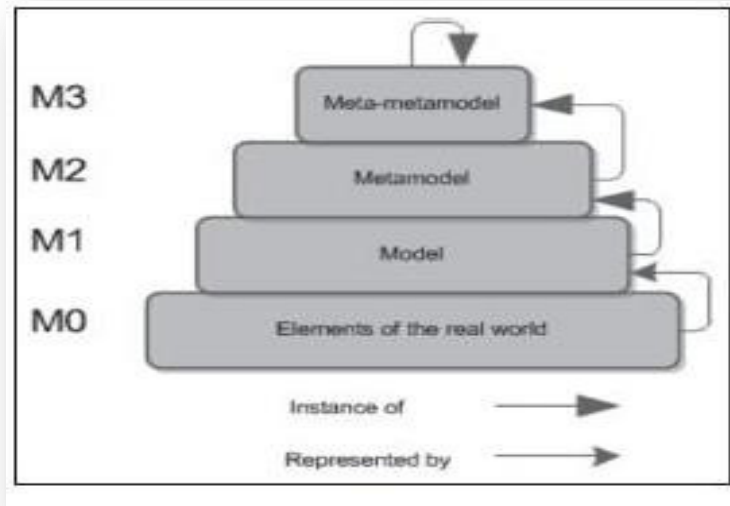 M3
Meta-metamodel
M2
Metamodel
M1
Model
M0
Elements of the real world
Instance of
Represented by